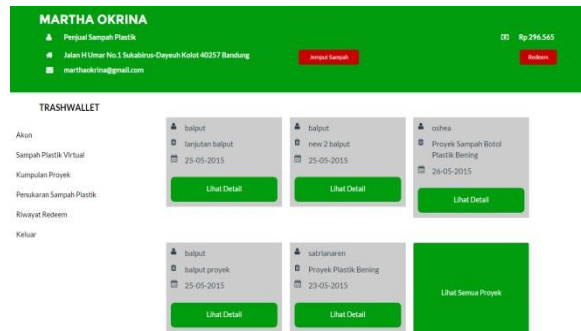 MARTHA OKRINA
Penjual Sampah Plastik
Rp 296.565
Jalan H Umar No.1 Sukabirus-Dayeuh Kolot 40257 Bandung
Jemput Sampah
Redeem
marthaokrina@gmail.com
TRASHWALLET
Akun
Sampah Plastik Virtual
Kumpulan Proyek
Penukaran Sampah Plastik
Riwayat Redeem
Keluar
balput
lanjutan balput
25-05-2015
Lihat Detail
balput
new 2 balput
25-05-2015
Lihat Detail
oshea
Proyek Sampah Botol
Plastik Bening
26-05-2015
Lihat Detail
balput
balput proyek
25-05-2015
Lihat Detail
satrianaren
Proyek Plastik Bening
23-05-2015
Lihat Detail
Lihat Semua Proyek